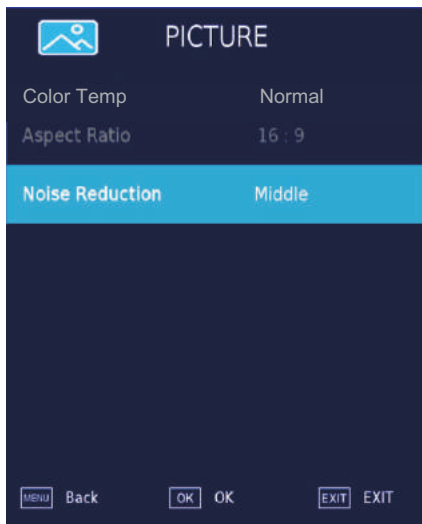 PICTURE
Color Temp Normal
Aspect Ratio 16 : 9
Noise Reduction Middle
MENU Back OK OK EXIT EXIT